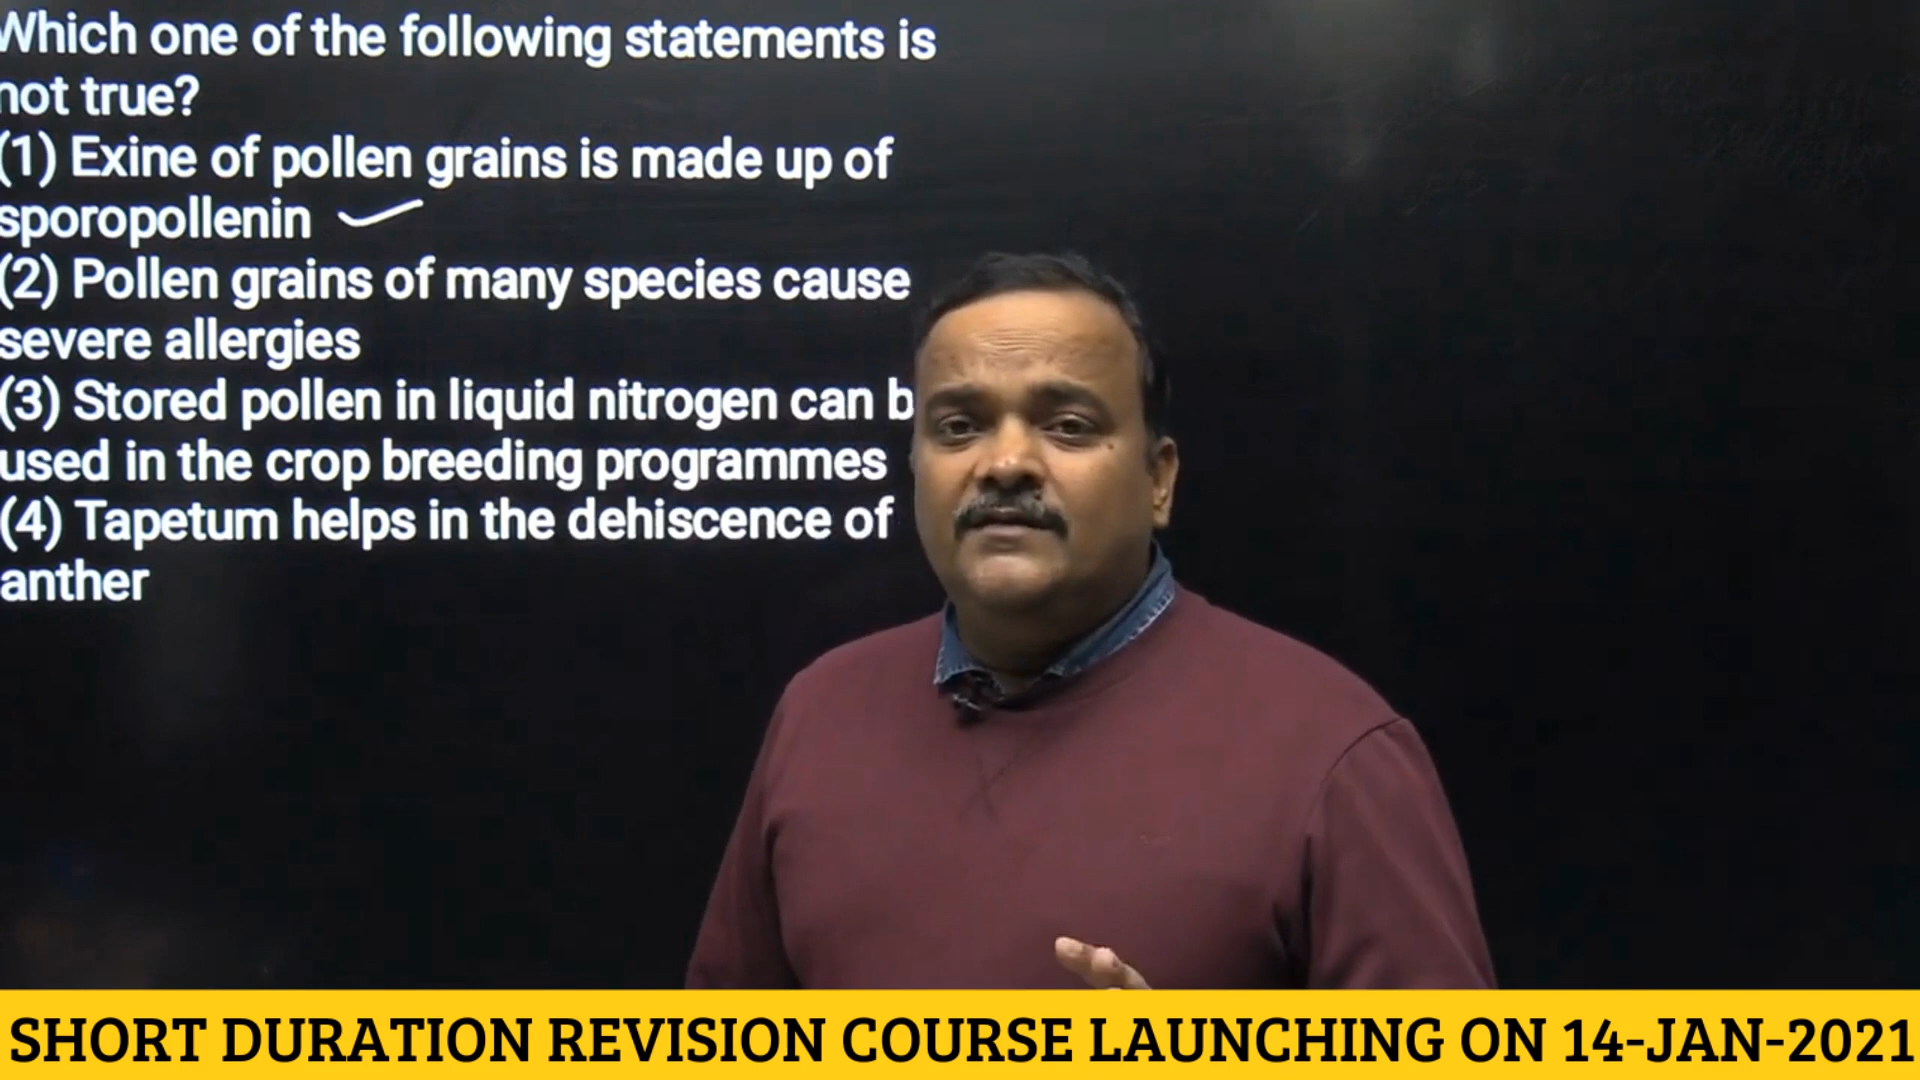 Which one of the following statements is
not true?
(1) Exine of pollen grains is made up of
sporopollenin
(2) Pollen grains of many species cause
severe allergies
(3) Stored pollen in liquid nitrogen can b
used in the crop breeding programmes
(4) Tapetum helps in the dehiscence of
anther
SHORT DURATION REVISION COURSE LAUNCHING ON 14-JAN-2021